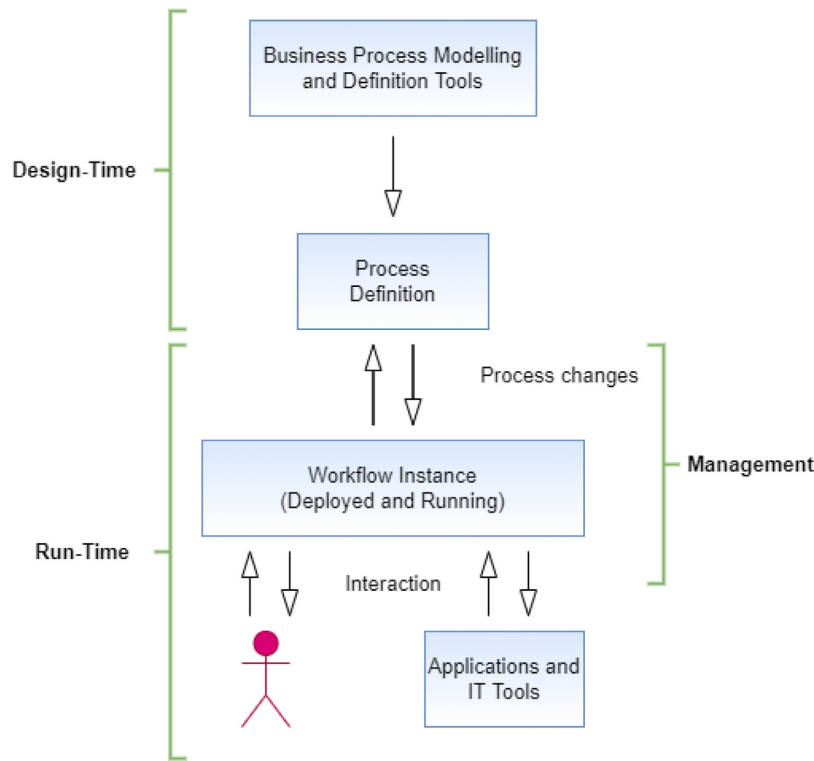 Business Process Modelling
and Definition Tools
Design-Time
Process
Definition
Process changes
Management
Workflow Instance
(Deployed and Running)
Run-Time
Interaction
Applications and
IT Tools